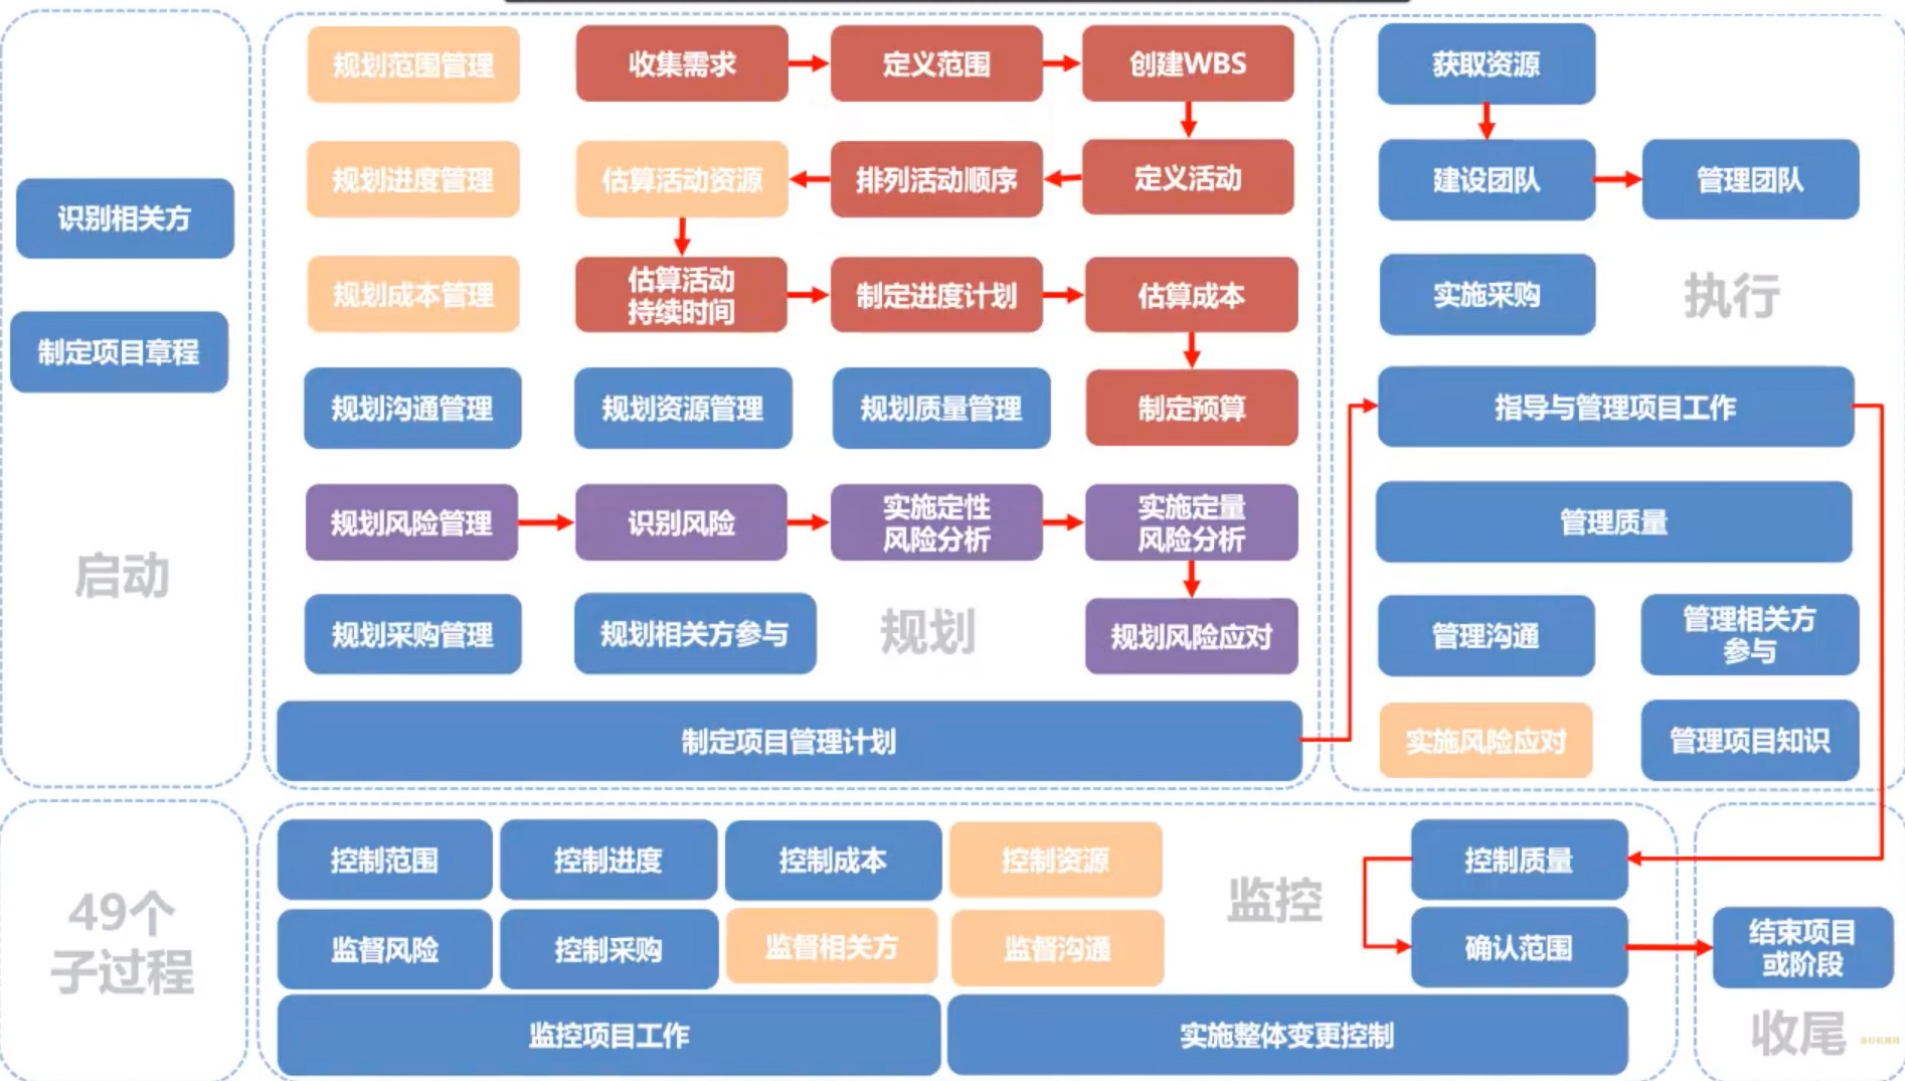 识别相关方
制定项目章程
启动
规划范围管理
收集需求
定义范围
创建WBS
规划进度管理
估算活动资源
排列活动顺序
定义活动
规划成本管理
估算活动
持续时间
制定进度计划
估算成本
规划沟通管理
规划资源管理
规划质量管理
制定预算
规划风险管理
识别风险
实施定性
风险分析
实施定量
风险分析
规划采购管理
规划相关方参与
规划
规划风险应对
制定项目管理计划
获取资源
建设团队
管理团队
实施采购
执行
指导与管理项目工作
管理质量
管理沟通
管理相关方
参与
实施风险应对
管理项目知识
49个
子过程
控制范围
控制进度
控制成本
控制资源
监控
控制质量
监督风险
控制采购
监督相关方
监督沟通
确认范围
监控项目工作
实施整体变更控制
结束项目
或阶段
收尾